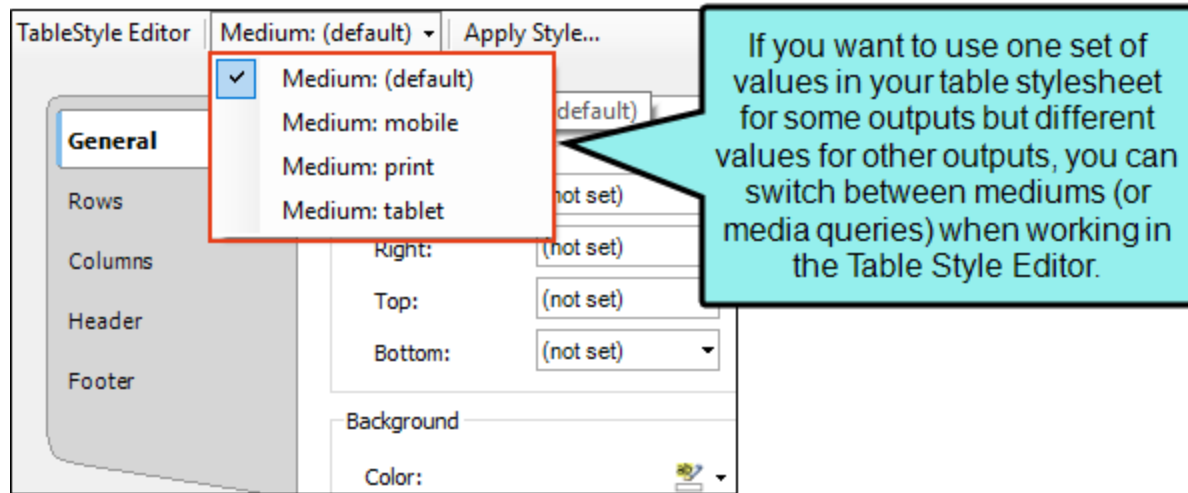 TableStyle Editor Medium: (default) Apply Style...
Medium: (default)
Medium: mobile
Medium: print
Medium: tablet
default)
General
Rows
Columns
Header
Footer
not set)
Right: (not set)
Top: (not set)
Bottom: (not set)
Background
Color:
If you want to use one set of
values in your table stylesheet
for some outputs but different
values for other outputs, you can
switch between mediums (or
media queries) when working in
the Table Style Editor.